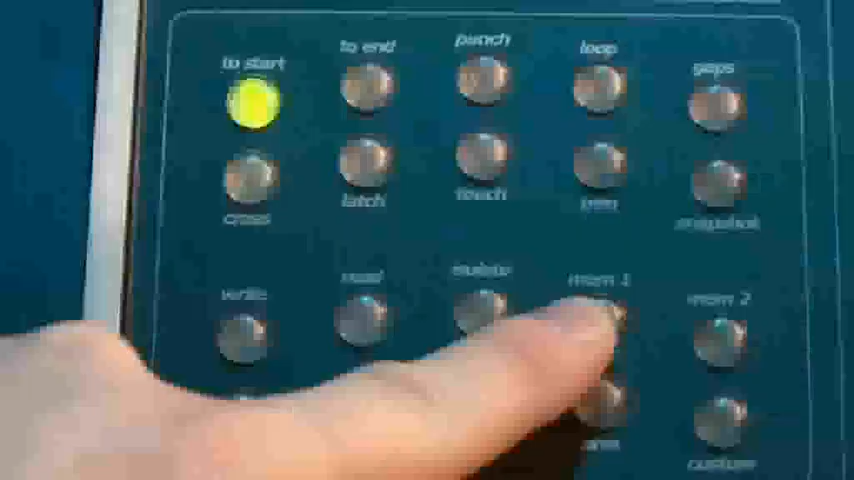 to start
to end
punch
loop
gaps
cross
latch
touch
trim
snapshot
write
read
isolate
mem 1
mem 2
custom